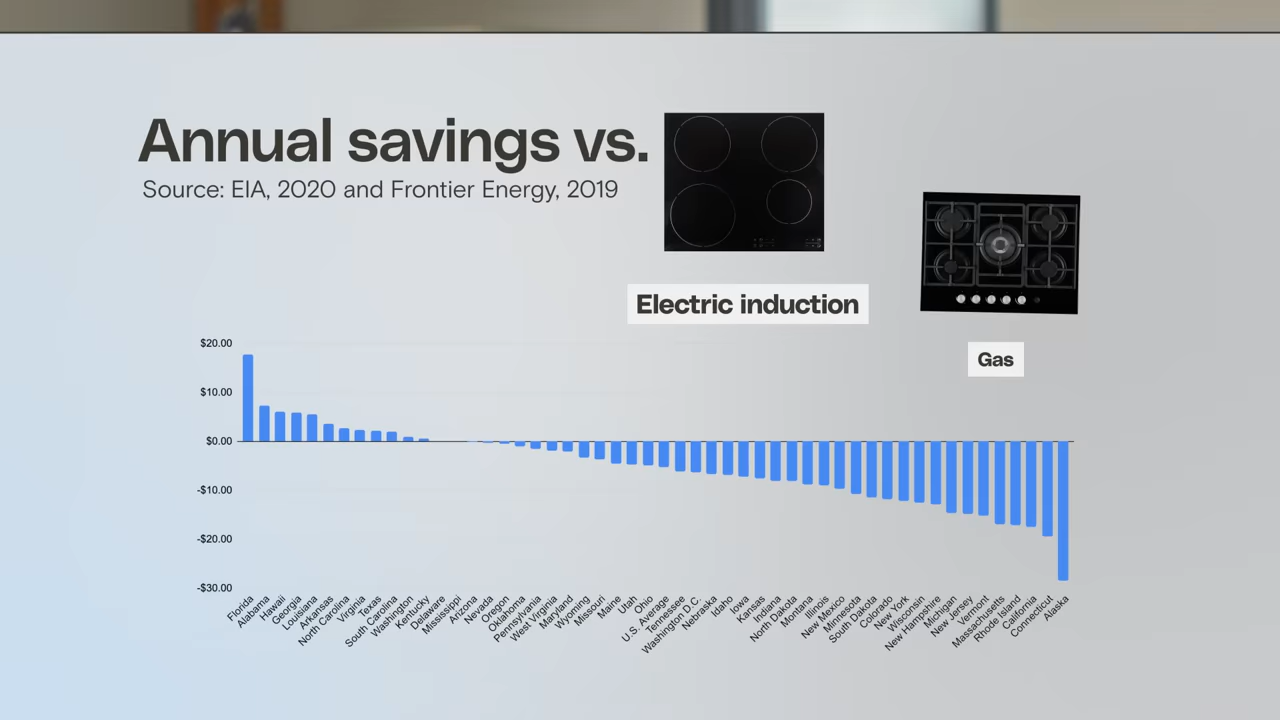 Annual savings vs.
Source: EIA, 2020 and Frontier Energy, 2019
Electric induction
Gas
$20.00
$10.00
$0.00
-$10.00
-$20.00
-$30.00
Florida
Alabama
Hawaii
Georgia
Louisiana
Arkansas
North Carolina
Virginia
Texas
South Carolina
Washington
Kentucky
Delaware
Mississippi
Arizona
Nevada
Oregon
Oklahoma
Pennsylvania
West Virginia
Maryland
Wyoming
Missouri
Maine
Utah
Ohio
U.S. Average
Tennessee
Washington D.C.
Nebraska
Idaho
Iowa
Kansas
Indiana
North Dakota
Montana
Illinois
New Mexico
Minnesota
South Dakota
Colorado
New York
Wisconsin
New Hampshire
Michigan
New Jersey
Vermont
Massachusetts
Rhode Island
California
Connecticut
Alaska